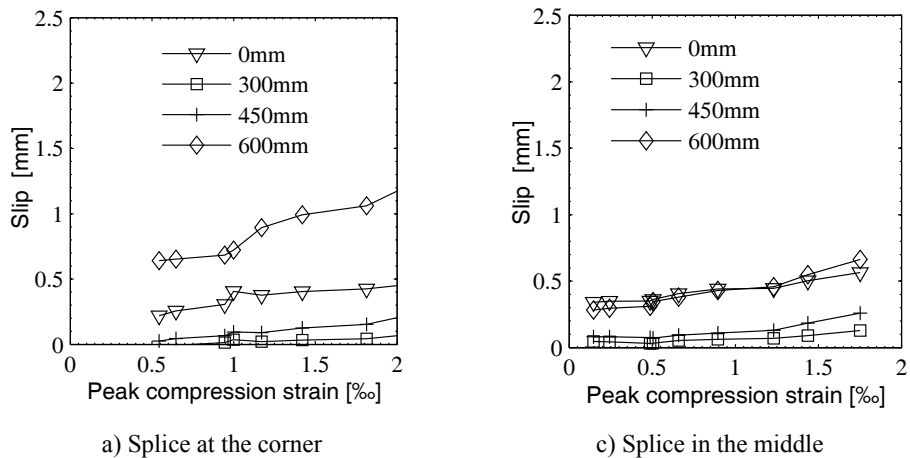 2.5
2
1.5
1
0.5
0
Slip [mm]
0mm
300mm
450mm
600mm
0 0.5 1 1.5 2
Peak compression strain [‰]
a) Splice at the corner
2.5
2
1.5
1
0.5
0
Slip [mm]
0mm
300mm
450mm
600mm
0 0.5 1 1.5 2
Peak compression strain [‰]
c) Splice in the middle